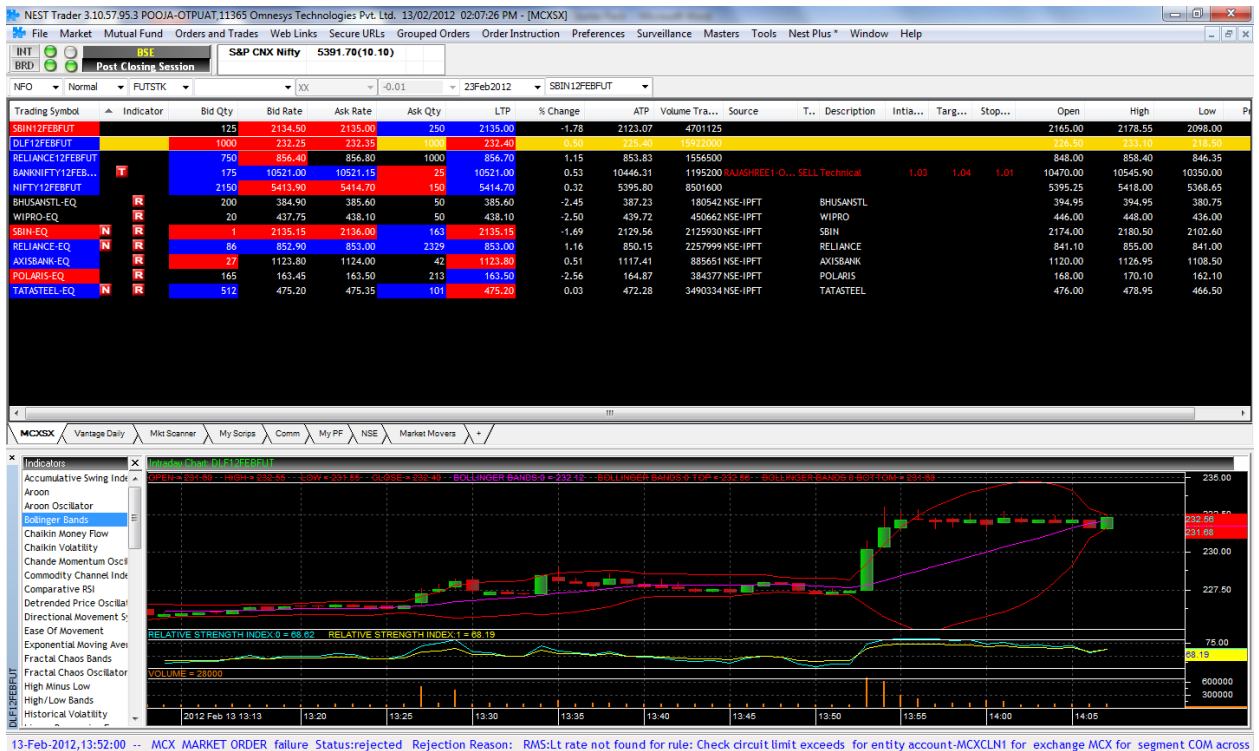 NEST Trader 3.10.57.95.3 POOJA-OTPUAT,11365 Omnesys Technologies Pvt. Ltd. 13/02/2012 02:07:26 PM - [MCXSX]
File Market Mutual Fund Orders and Trades Web Links Secure URLs Grouped Orders Order Instruction Preferences Surveillance Masters Tools Nest Plus* Window Help
INT BSE S&P CNX Nifty 5391.70(10.10)
BRD Post Closing Session
NFO Normal FUTSTK XX -0.01 23Feb2012 SBIN12FEBFUT
Trading Symbol Indicator Bid Qty Bid Rate Ask Rate Ask Qty LTP % Change ATP Volume Tra... Source T... Description Intia... Targ... Stop... Open High Low
SBIN12FEBFUT 125 2134.50 2135.00 250 2135.00 -1.78 2123.07 4701125 2165.00 2178.55 2098.00
DLF12FEBFUT 1000 232.25 232.35 1000 232.40 0.50 225.40 15922000 226.50 233.10 218.50
RELIANCE12FEBFUT 750 856.40 856.80 1000 856.70 1.15 853.83 1556500 848.00 858.40 846.35
BANKNIFTY12FEB... T 175 10521.00 10521.15 25 10521.00 0.53 10446.31 1195200 RAJASHREE1-O... SELL Technical 1.03 1.04 1.01 10470.00 10545.90 10350.00
NIFTY12FEBFUT 2150 5413.90 5414.70 150 5414.70 0.32 5395.80 8501600 5395.25 5418.00 5368.65
BHUSANSTL-EQ R 200 384.90 385.60 50 385.60 -2.45 387.23 180542 NSE-IPFT BHUSANSTL 394.95 394.95 380.75
WIPRO-EQ R 20 437.75 438.10 50 438.10 -2.50 439.72 450662 NSE-IPFT WIPRO 446.00 448.00 436.00
SBIN-EQ N R 1 2135.15 2136.00 163 2135.15 -1.69 2129.56 2125930 NSE-IPFT SBIN 2174.00 2180.50 2102.60
RELIANCE-EQ N R 86 852.90 853.00 2329 853.00 1.16 850.15 2257999 NSE-IPFT RELIANCE 841.10 855.00 841.00
AXISBANK-EQ R 27 1123.80 1124.00 42 1123.80 0.51 1117.41 885651 NSE-IPFT AXISBANK 1120.00 1126.95 1108.50
POLARIS-EQ R 165 163.45 163.50 213 163.50 -2.56 164.87 384377 NSE-IPFT POLARIS 168.00 170.10 162.10
TATASTEEL-EQ N R 512 475.20 475.35 101 475.20 0.03 472.28 3490334 NSE-IPFT TATASTEEL 476.00 478.95 466.50
MCXSX Vantage Daily Mkt Scanner My Scrips Comm My PF NSE Market Movers +
Indicators
Accumulative Swing Inde
Aroon
Aroon Oscillator
Bollinger Bands
Chaikin Money Flow
Chaikin Volatility
Chande Momentum Oscil
Commodity Channel Inde
Comparative RSI
Detrended Price Oscillat
Directional Movement Sy
Ease Of Movement
Exponential Moving Aver
Fractal Chaos Bands
Fractal Chaos Oscillator
High Minus Low
High/Low Bands
Historical Volatility
DLF12FEBFUT
Intraday Chart: DLF12FEBFUT
BOLLINGER BANDS:0 = 232.12
235.00
232.50
232.56
231.68
230.00
227.50
RELATIVE STRENGTH INDEX:0 = 68.62 RELATIVE STRENGTH INDEX:1 = 68.19
75.00
68.19
VOLUME = 28000
600000
300000
2012 Feb 13 13:13 13:20 13:25 13:30 13:35 13:40 13:45 13:50 13:55 14:00 14:05
13-Feb-2012,13:52:00 -- MCX MARKET ORDER failure Status:rejected Rejection Reason: RMS:Lt rate not found for rule: Check circuit limit exceeds for entity account-MCXCLN1 for exchange MCX for segment COM across